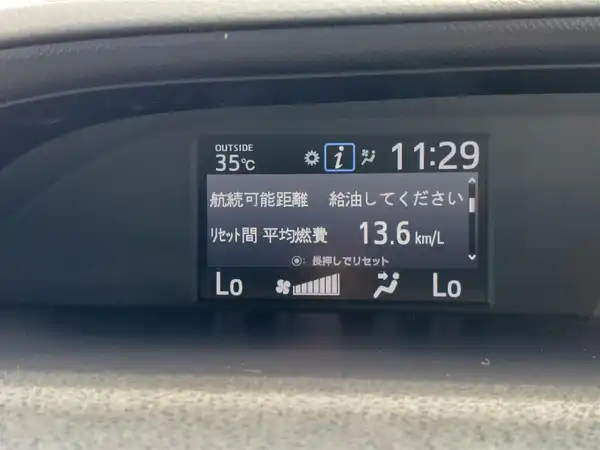 OUTSIDE
35℃ i 11:29
航続可能距離 給油してください
リセット間 平均燃費 13.6 km/L
◉: 長押しでリセット
Lo Lo